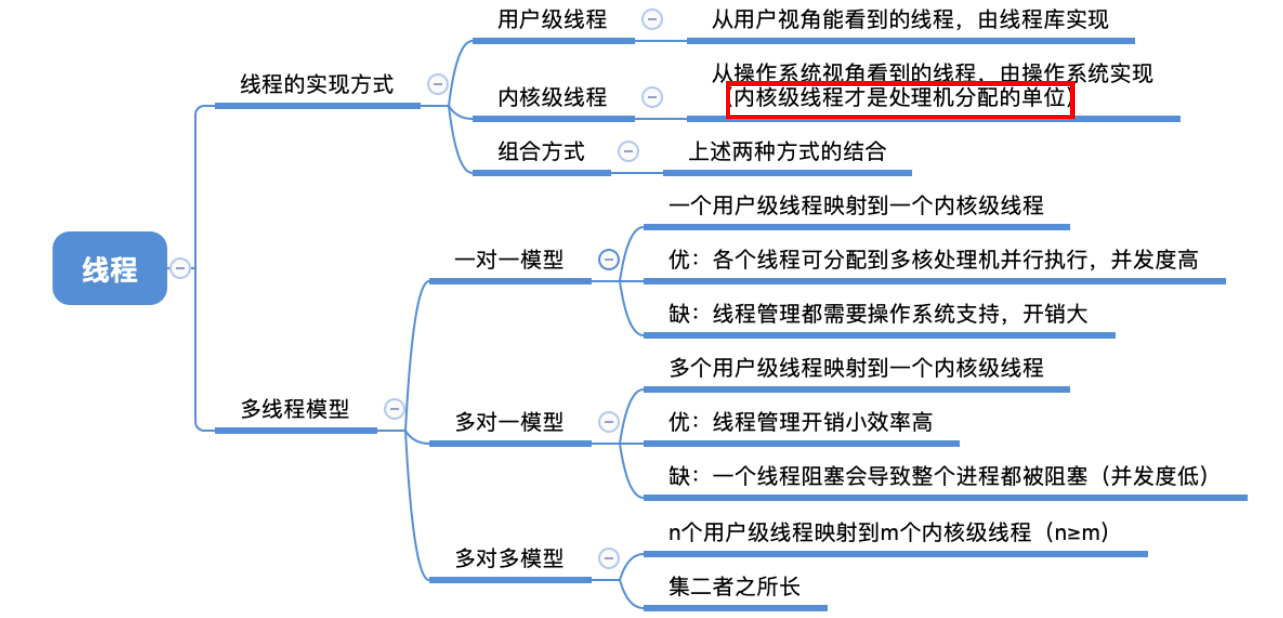 线程
线程的实现方式
用户级线程
从用户视角能看到的线程，由线程库实现
内核级线程
从操作系统视角看到的线程，由操作系统实现
（内核级线程才是处理机分配的单位）
组合方式
上述两种方式的结合
多线程模型
一对一模型
一个用户级线程映射到一个内核级线程
优：各个线程可分配到多核处理机并行执行，并发度高
缺：线程管理都需要操作系统支持，开销大
多对一模型
多个用户级线程映射到一个内核级线程
优：线程管理开销小效率高
缺：一个线程阻塞会导致整个进程都被阻塞（并发度低）
多对多模型
n个用户级线程映射到m个内核级线程（n≥m）
集二者之所长